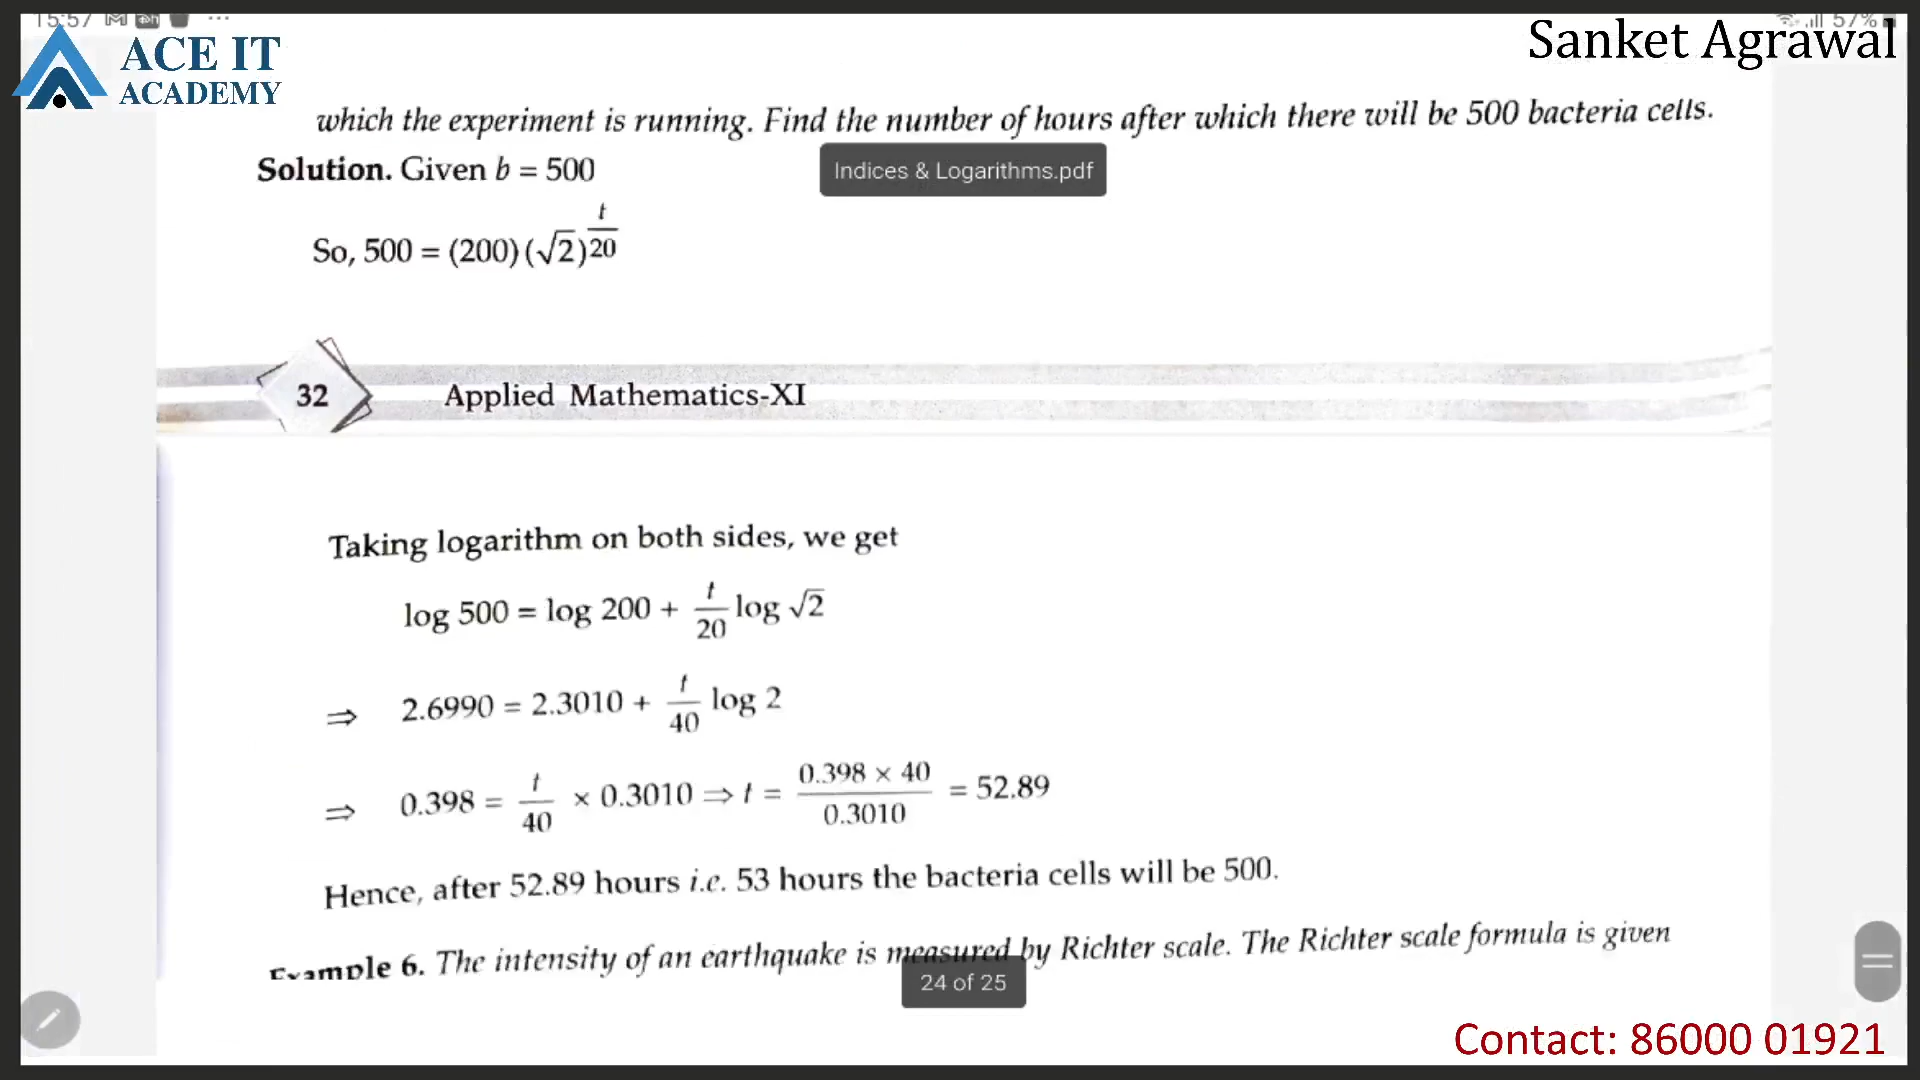 15:57
57%
ACE IT
ACADEMY
Sanket Agrawal
which the experiment is running. Find the number of hours after which there will be 500 bacteria cells.
Solution. Given b = 500
Indices & Logarithms.pdf
So, 500 = (200) (√2)^(t/20)
32 Applied Mathematics-XI
Taking logarithm on both sides, we get
log 500 = log 200 + t/20 log √2
⇒ 2.6990 = 2.3010 + t/40 log 2
⇒ 0.398 = t/40 × 0.3010 ⇒ t = (0.398 × 40)/0.3010 = 52.89
Hence, after 52.89 hours i.e. 53 hours the bacteria cells will be 500.
Example 6. The intensity of an earthquake is measured by Richter scale. The Richter scale formula is given
24 of 25
Contact: 86000 01921